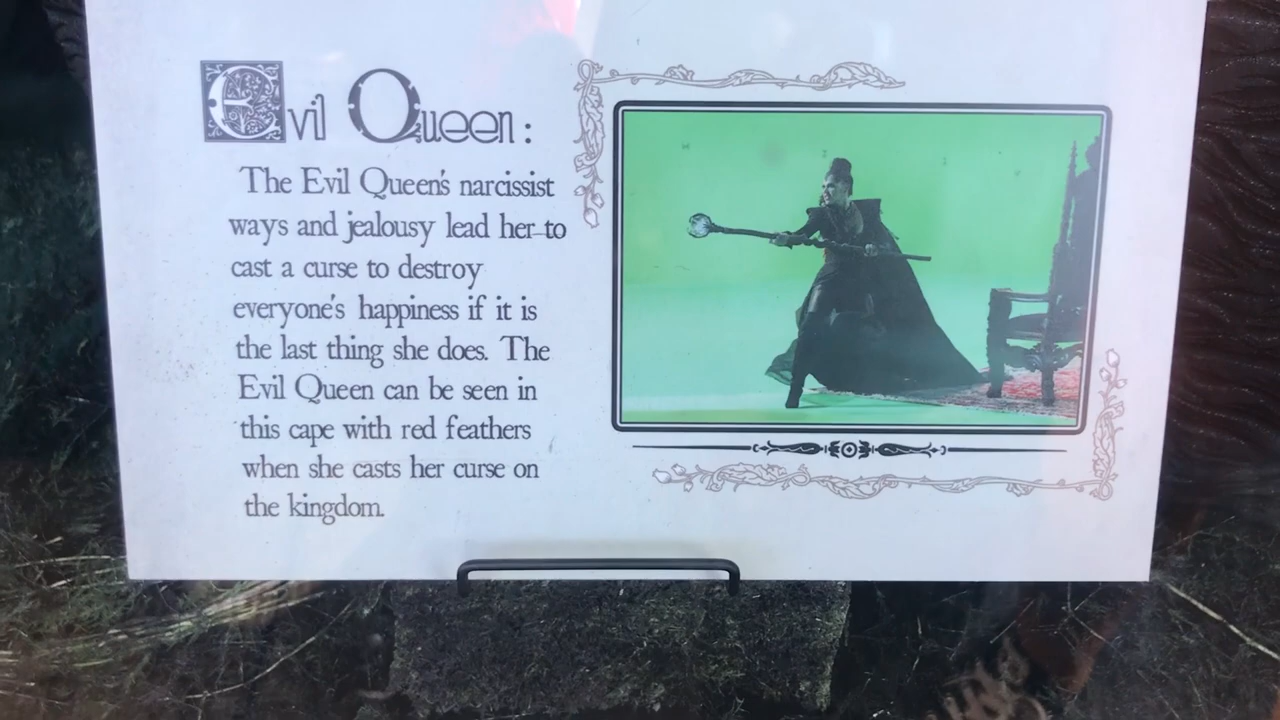 Evil Queen:
The Evil Queen's narcissist
ways and jealousy lead her to
cast a curse to destroy
everyone's happiness if it is
the last thing she does. The
Evil Queen can be seen in
this cape with red feathers
when she casts her curse on
the kingdom.